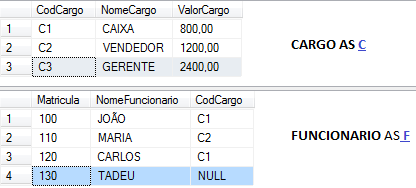 CodCargo NomeCargo ValorCargo
1 C1 CAIXA 800,00
2 C2 VENDEDOR 1200,00
3 C3 GERENTE 2400,00
CARGO AS C
Matricula NomeFuncionario CodCargo
1 100 JOÃO C1
2 110 MARIA C2
3 120 CARLOS C1
4 130 TADEU NULL
FUNCIONARIO AS F